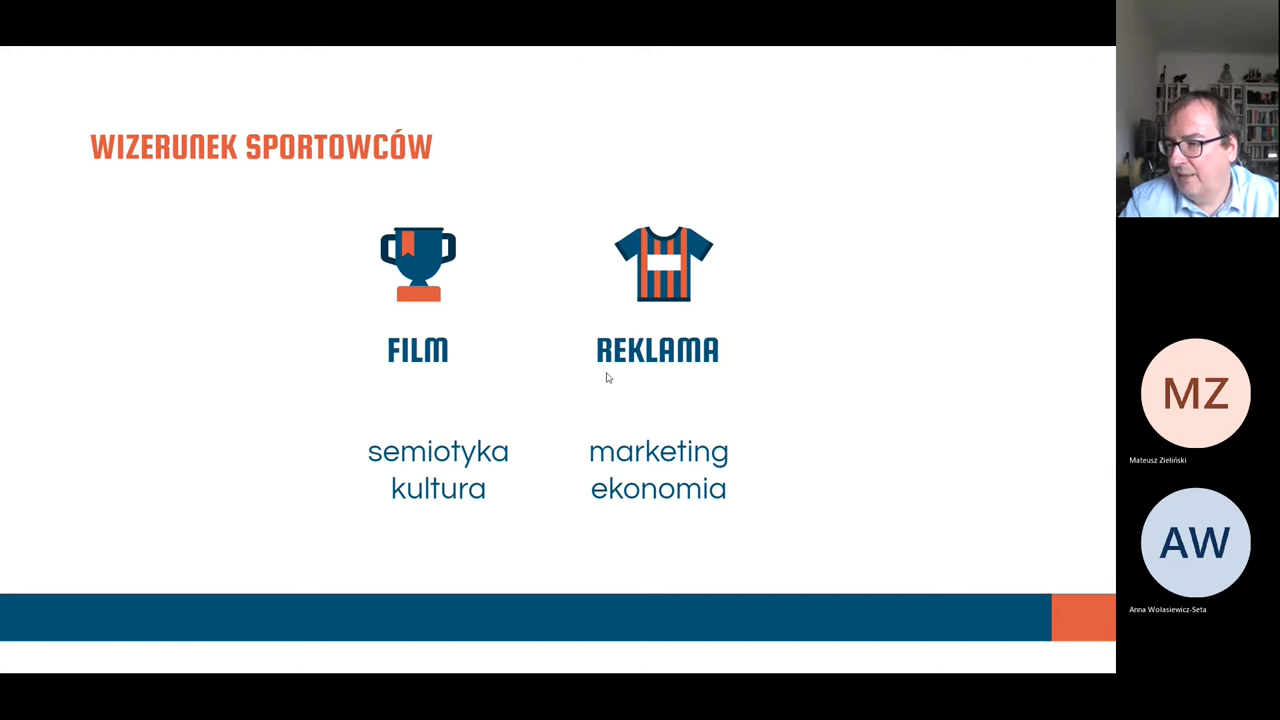 WIZERUNEK SPORTOWCÓW
FILM
REKLAMA
semiotyka
kultura
marketing
ekonomia
MZ
Mateusz Zieliński
AW
Anna Wołasiewicz-Seta